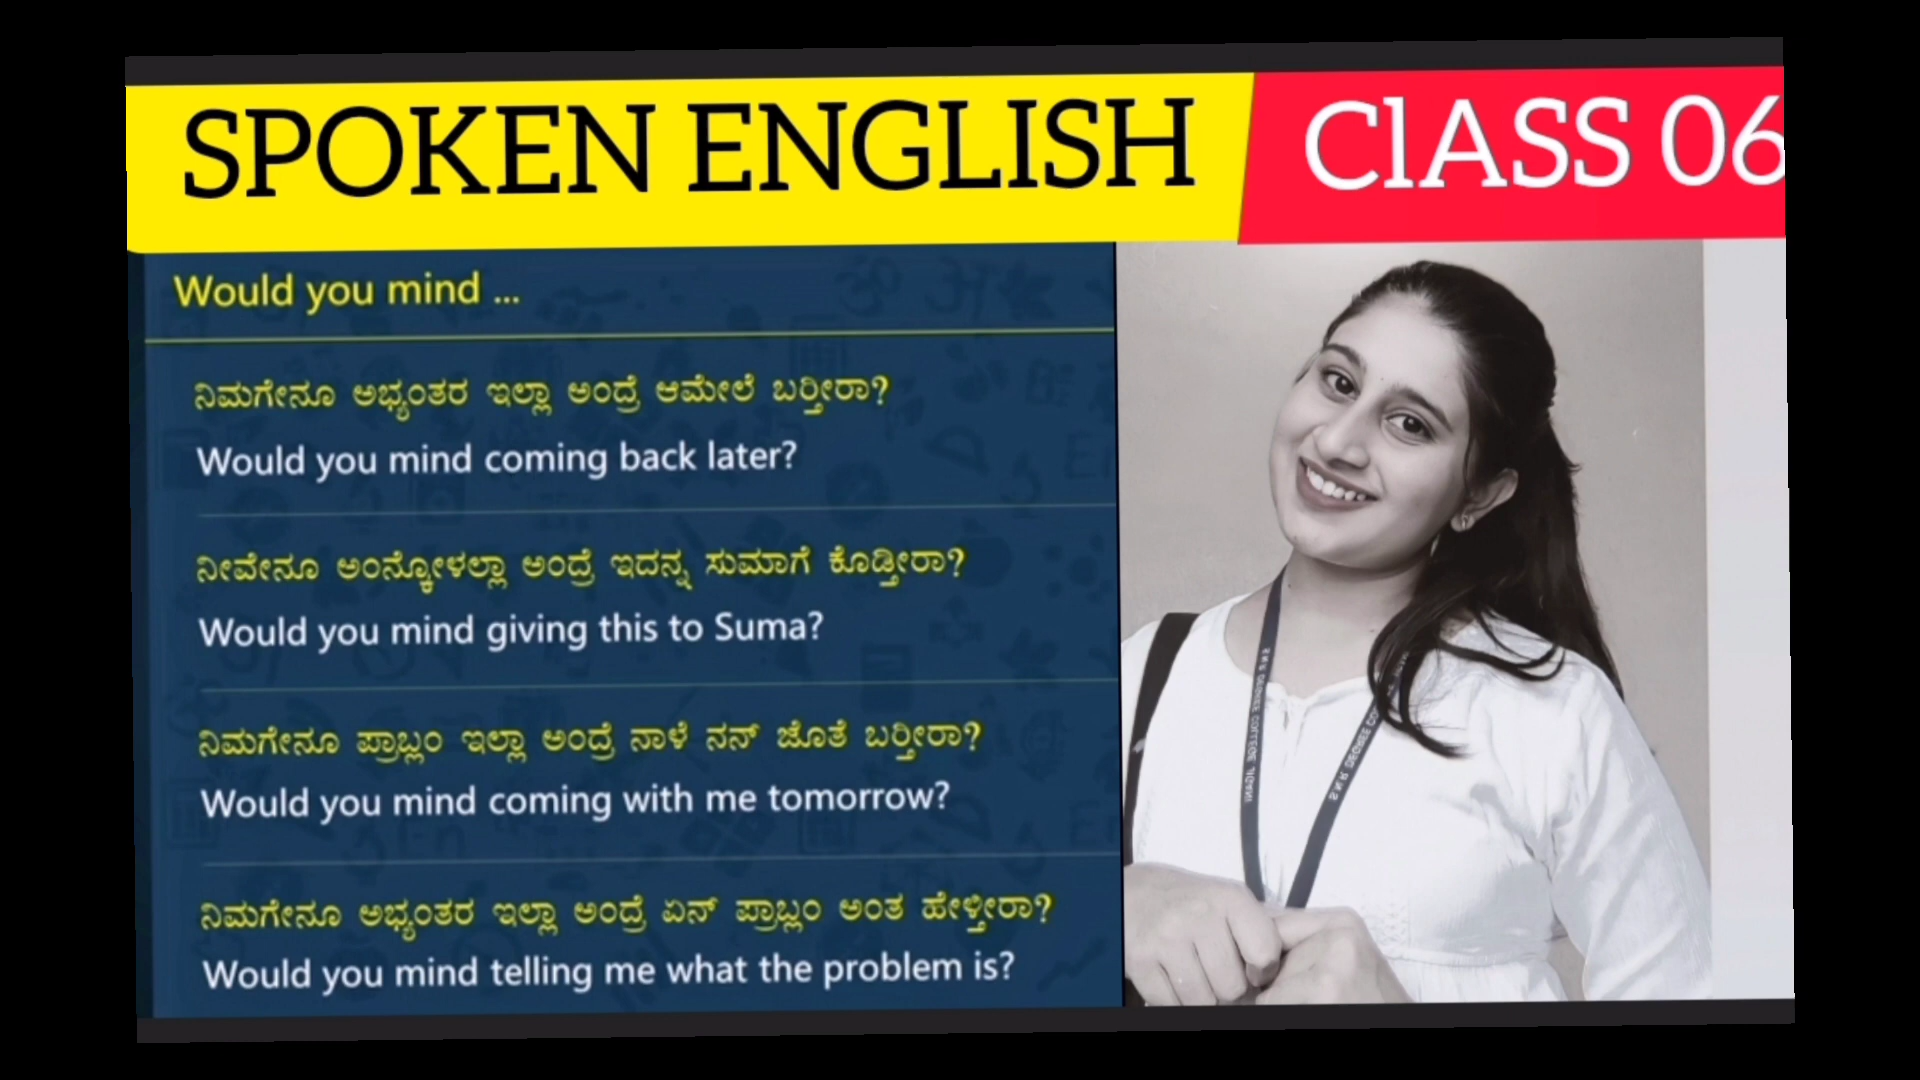 SPOKEN ENGLISH
ClASS 06
Would you mind ...
ನಿಮಗೇನೂ ಅಭ್ಯಂತರ ಇಲ್ಲಾ ಅಂದ್ರೆ ಆಮೇಲೆ ಬರ‍್ತೀರಾ?
Would you mind coming back later?
ನೀವೇನೂ ಅಂನ್ಕೋಳಲ್ಲಾ ಅಂದ್ರೆ ಇದನ್ನ ಸುಮಾಗೆ ಕೊಡ್ತೀರಾ?
Would you mind giving this to Suma?
ನಿಮಗೇನೂ ಪ್ರಾಬ್ಲಂ ಇಲ್ಲಾ ಅಂದ್ರೆ ನಾಳೆ ನನ್ ಜೊತೆ ಬರ‍್ತೀರಾ?
Would you mind coming with me tomorrow?
ನಿಮಗೇನೂ ಅಭ್ಯಂತರ ಇಲ್ಲಾ ಅಂದ್ರೆ ಏನ್ ಪ್ರಾಬ್ಲಂ ಅಂತ ಹೇಳ್ತೀರಾ?
Would you mind telling me what the problem is?